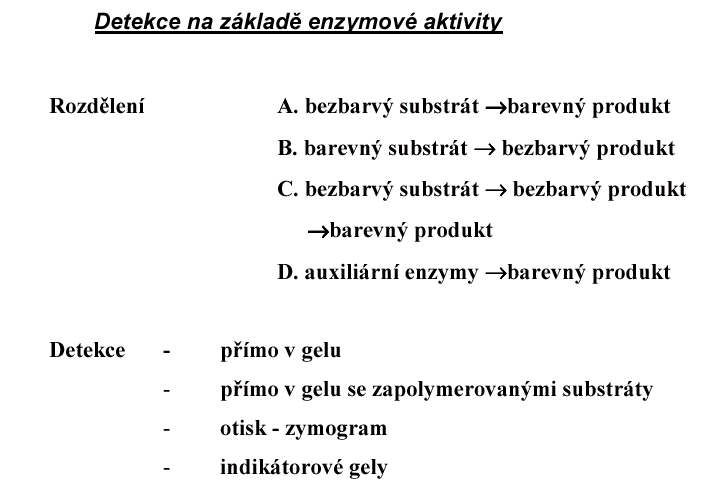 Detekce na základě enzymové aktivity
Rozdělení A. bezbarvý substrát →barevný produkt
B. barevný substrát → bezbarvý produkt
C. bezbarvý substrát → bezbarvý produkt
→barevný produkt
D. auxiliární enzymy →barevný produkt
Detekce - přímo v gelu
- přímo v gelu se zapolymerovanými substráty
- otisk - zymogram
- indikátorové gely